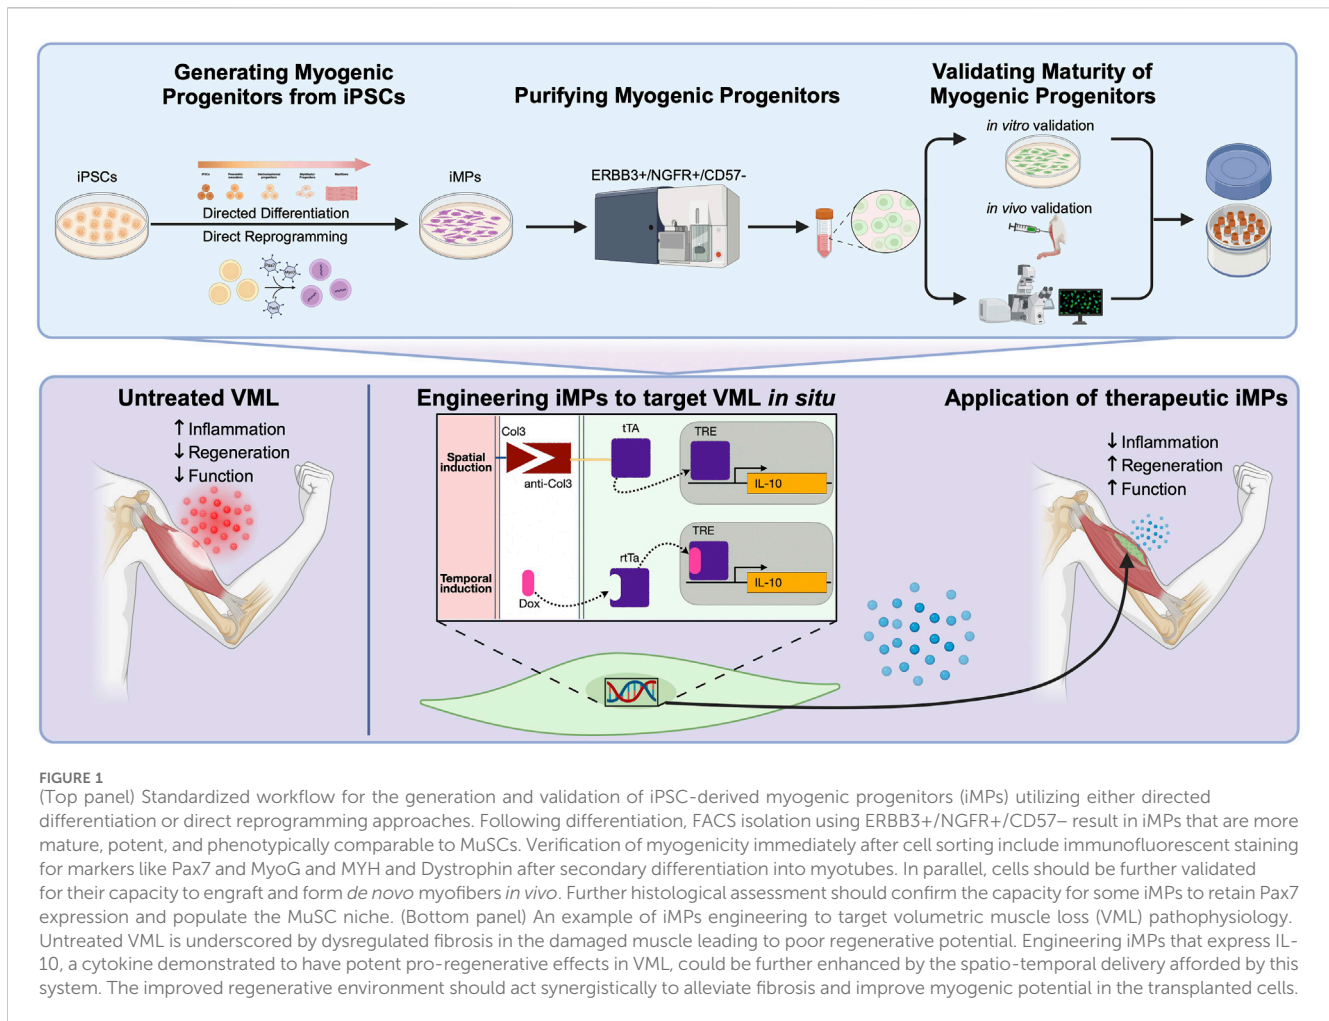 Generating Myogenic
Progenitors from iPSCs
Purifying Myogenic Progenitors
Validating Maturity of
Myogenic Progenitors
iPSCs
Directed Differentiation
Direct Reprogramming
iMPs
ERBB3+/NGFR+/CD57-
in vitro validation
in vivo validation
Untreated VML
↑ Inflammation
↓ Regeneration
↓ Function
Engineering iMPs to target VML in situ
Spatial
induction
Col3
anti-Col3
tTA
TRE
IL-10
Temporal
induction
Dox
rtTa
TRE
IL-10
Application of therapeutic iMPs
↓ Inflammation
↑ Regeneration
↑ Function
FIGURE 1
(Top panel) Standardized workflow for the generation and validation of iPSC-derived myogenic progenitors (iMPs) utilizing either directed
differentiation or direct reprogramming approaches. Following differentiation, FACS isolation using ERBB3+/NGFR+/CD57– result in iMPs that are more
mature, potent, and phenotypically comparable to MuSCs. Verification of myogenicity immediately after cell sorting include immunofluorescent staining
for markers like Pax7 and MyoG and MYH and Dystrophin after secondary differentiation into myotubes. In parallel, cells should be further validated
for their capacity to engraft and form de novo myofibers in vivo. Further histological assessment should confirm the capacity for some iMPs to retain Pax7
expression and populate the MuSC niche. (Bottom panel) An example of iMPs engineering to target volumetric muscle loss (VML) pathophysiology.
Untreated VML is underscored by dysregulated fibrosis in the damaged muscle leading to poor regenerative potential. Engineering iMPs that express IL-
10, a cytokine demonstrated to have potent pro-regenerative effects in VML, could be further enhanced by the spatio-temporal delivery afforded by this
system. The improved regenerative environment should act synergistically to alleviate fibrosis and improve myogenic potential in the transplanted cells.